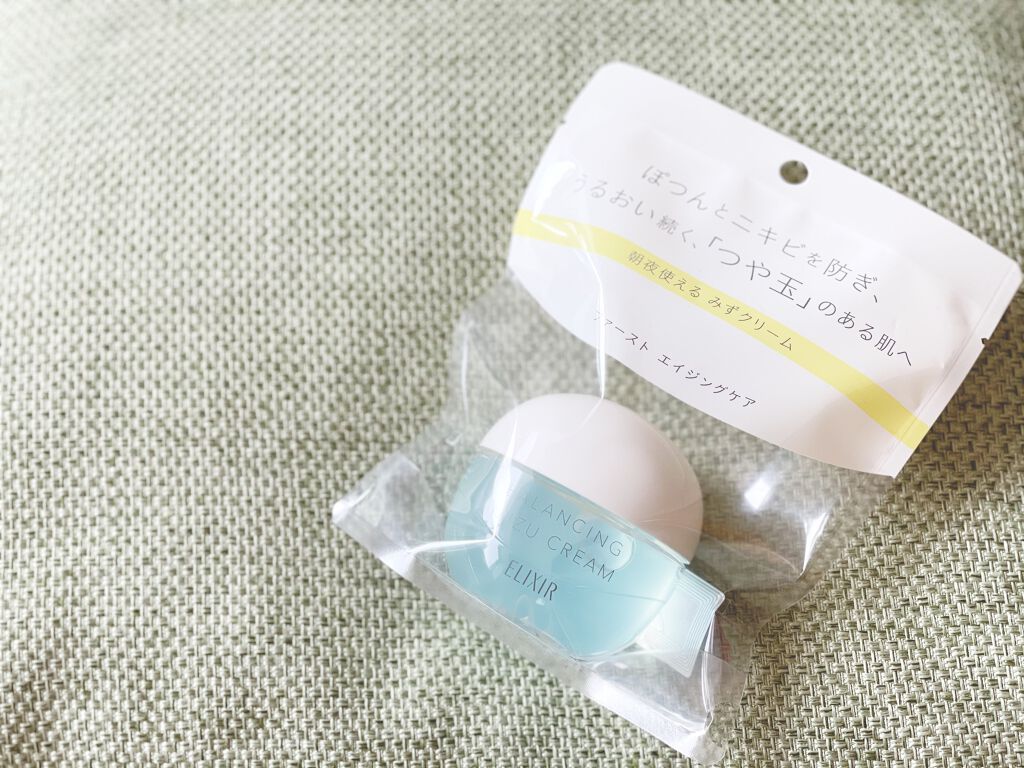 ぽつんとニキビを防ぎ、
うるおい続く、「つや玉」のある肌へ
朝夜使える みずクリーム
ファースト エイジングケア
ALANCING
ZU CREAM
ELIXIR